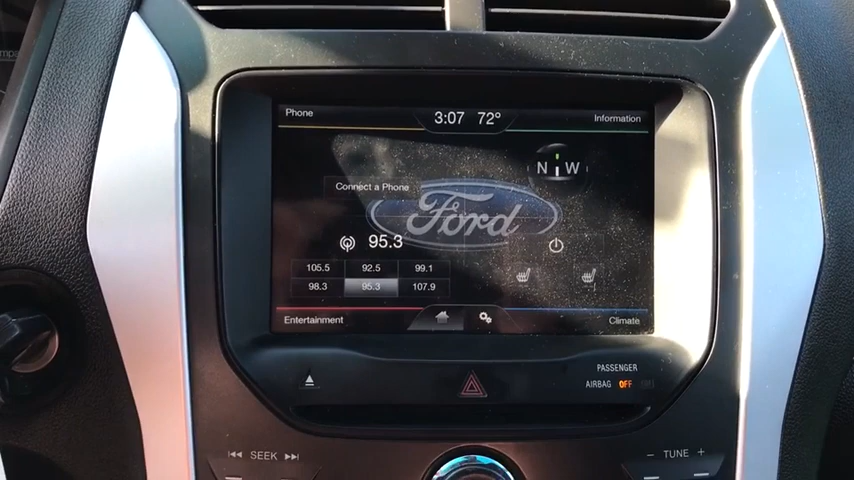 Phone
3:07 72°
Information
N W
Connect a Phone
Ford
95.3
105.5 92.5 99.1
98.3 95.3 107.9
Entertainment
Climate
PASSENGER
AIRBAG OFF
SEEK
- TUNE +